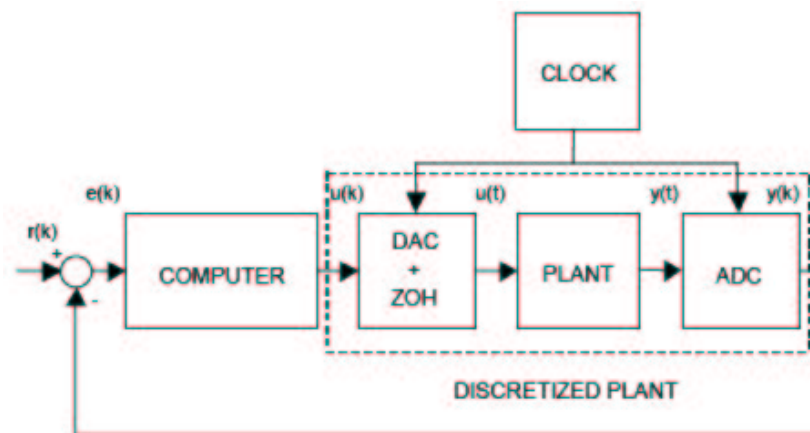 CLOCK
e(k)
u(k)
u(t)
y(t)
y(k)
r(k)
+
-
COMPUTER
DAC
+
ZOH
PLANT
ADC
DISCRETIZED PLANT